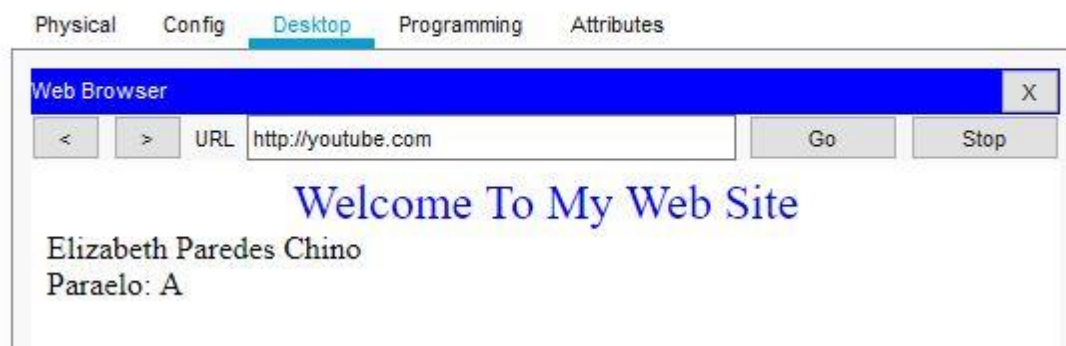 Physical Config Desktop Programming Attributes
Web Browser X
< > URL http://youtube.com Go Stop
Welcome To My Web Site
Elizabeth Paredes Chino
Paraelo: A